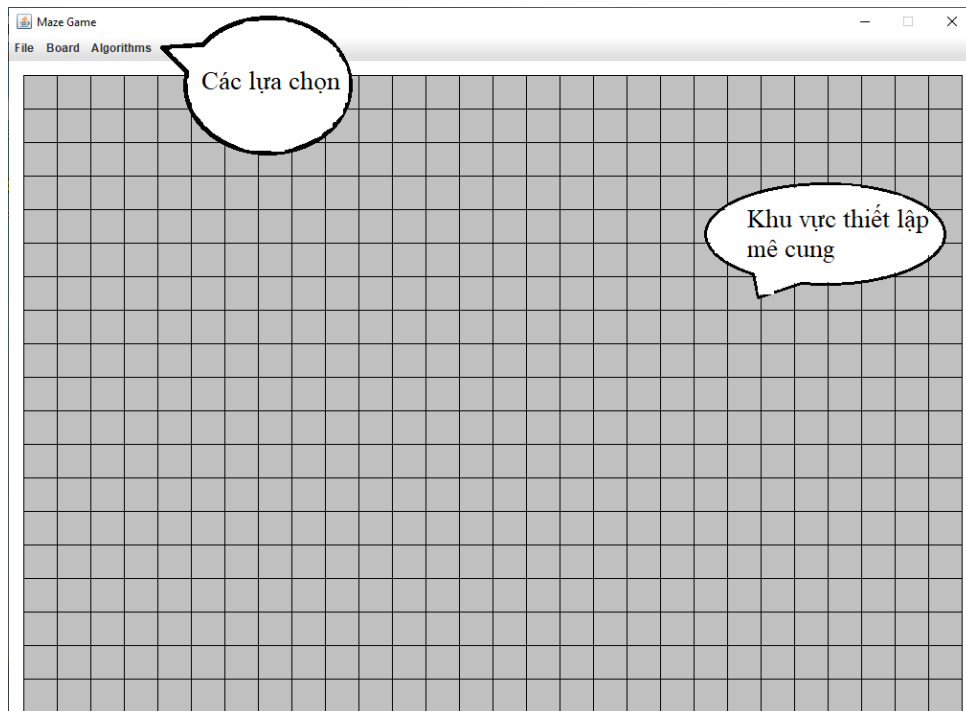 Maze Game
File Board Algorithms
Các lựa chọn
Khu vực thiết lập
mê cung